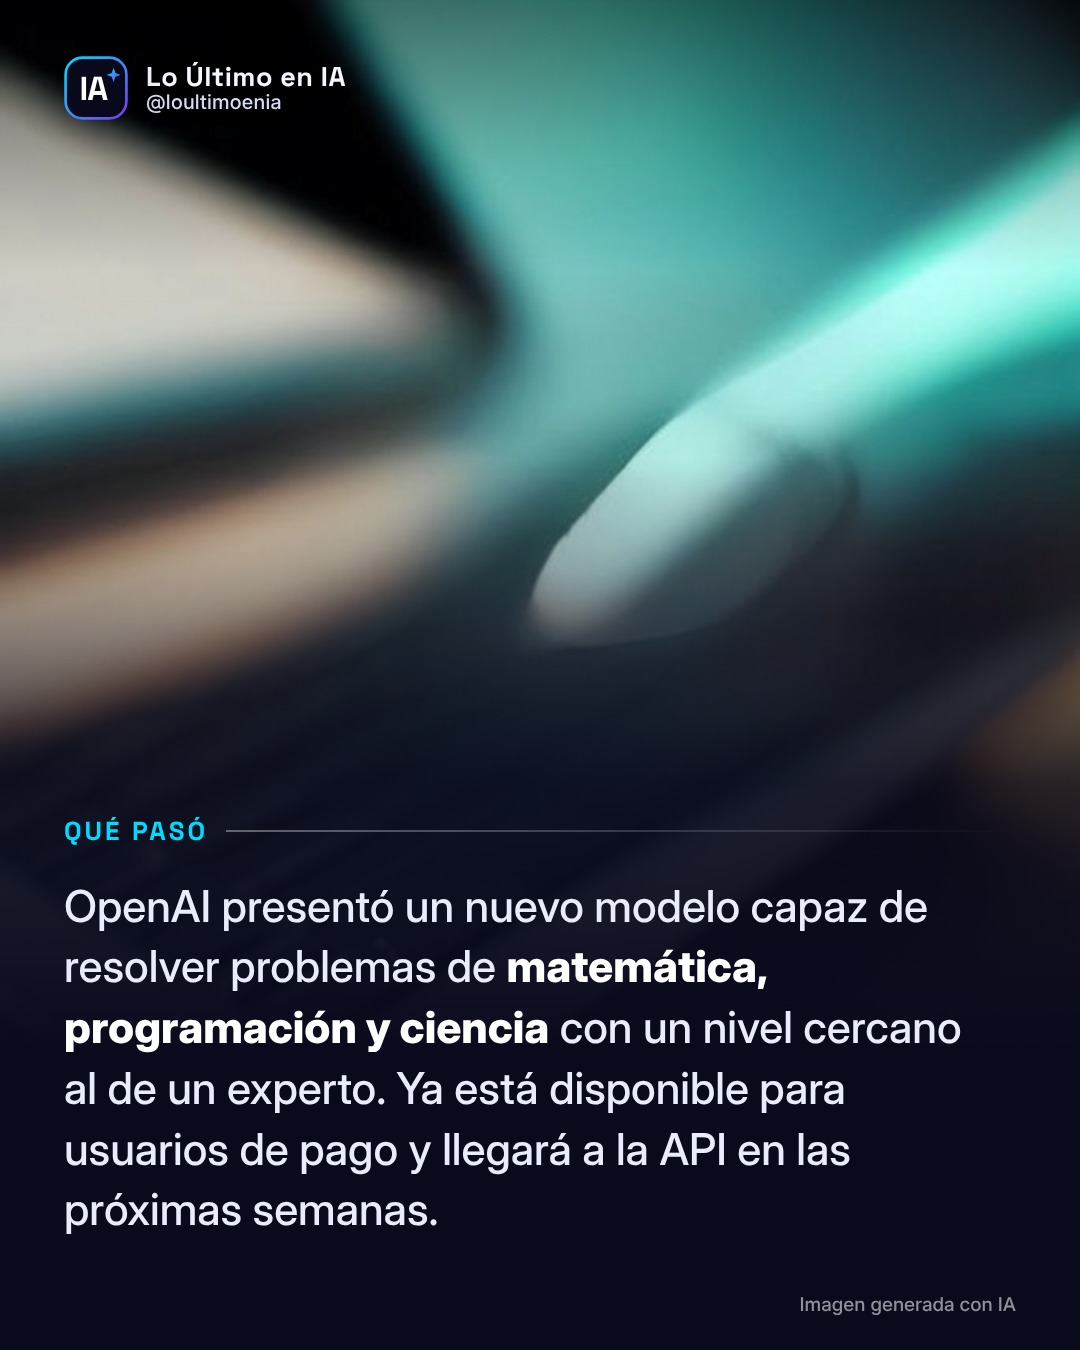 IA
Lo Último en IA
@loultimoenia
QUÉ PASÓ
OpenAI presentó un nuevo modelo capaz de
resolver problemas de matemática,
programación y ciencia con un nivel cercano
al de un experto. Ya está disponible para
usuarios de pago y llegará a la API en las
próximas semanas.
Imagen generada con IA